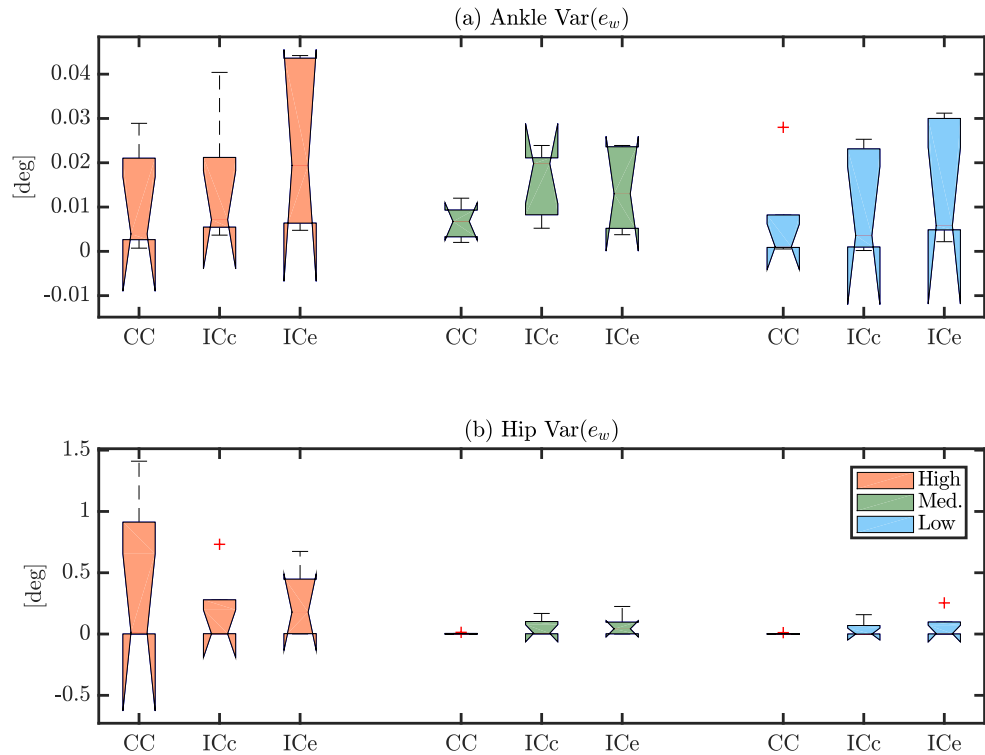 (a) Ankle Var(e_w)
0.04
0.03
0.02
0.01
0
-0.01
[deg]
CC ICc ICe CC ICc ICe CC ICc ICe
(b) Hip Var(e_w)
1.5
1
0.5
0
-0.5
[deg]
High
Med.
Low
CC ICc ICe CC ICc ICe CC ICc ICe